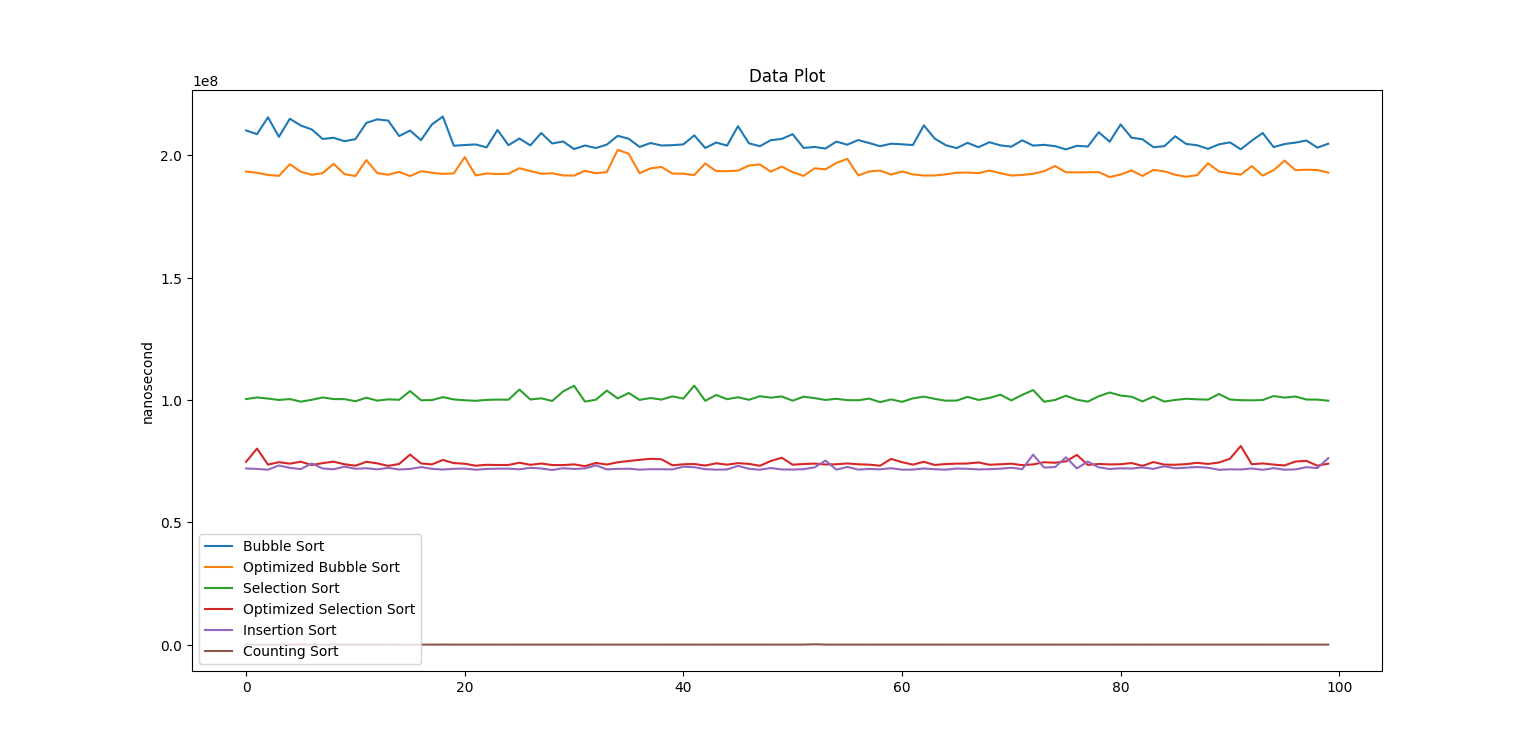 Data Plot
1e8
2.0
1.5
1.0
0.5
0.0
nanosecond
Bubble Sort
Optimized Bubble Sort
Selection Sort
Optimized Selection Sort
Insertion Sort
Counting Sort
0 20 40 60 80 100